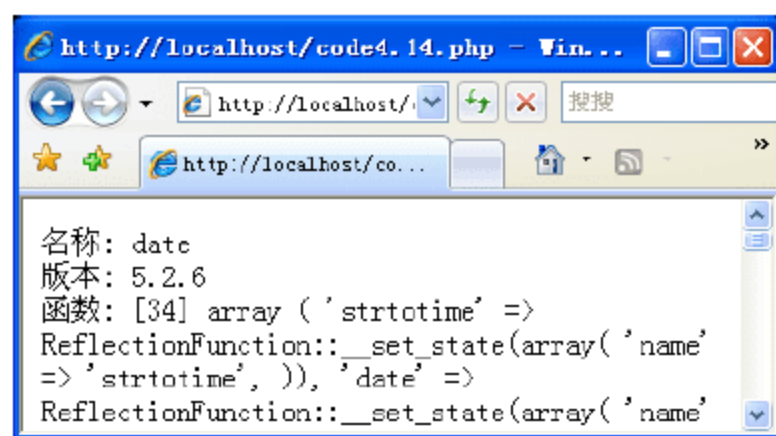 http://localhost/code4.14.php - Win...
http://localhost/
搜搜
http://localhost/co...
»
名称: date
版本: 5.2.6
函数: [34] array ( 'strtotime' =>
ReflectionFunction::__set_state(array( 'name'
=> 'strtotime', )), 'date' =>
ReflectionFunction::__set_state(array( 'name'